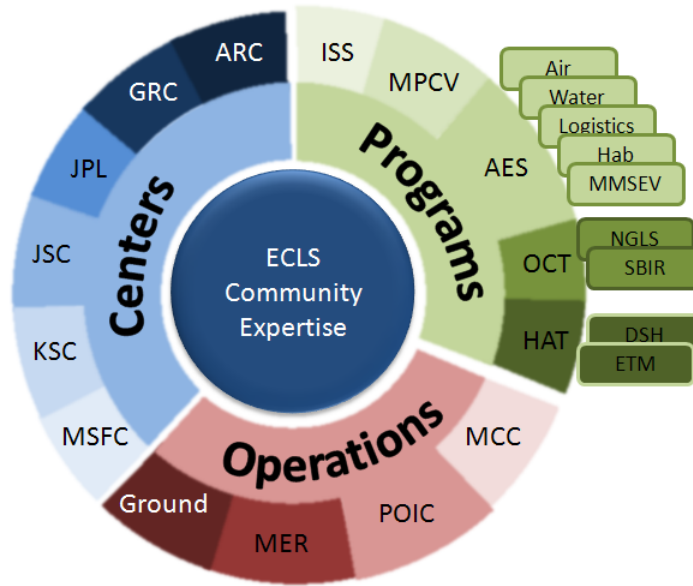 ECLS
Community
Expertise
Centers
ARC
GRC
JPL
JSC
KSC
MSFC
Programs
ISS
MPCV
AES
Air
Water
Logistics
Hab
MMSEV
OCT
NGLS
SBIR
HAT
DSH
ETM
Operations
MCC
POIC
MER
Ground